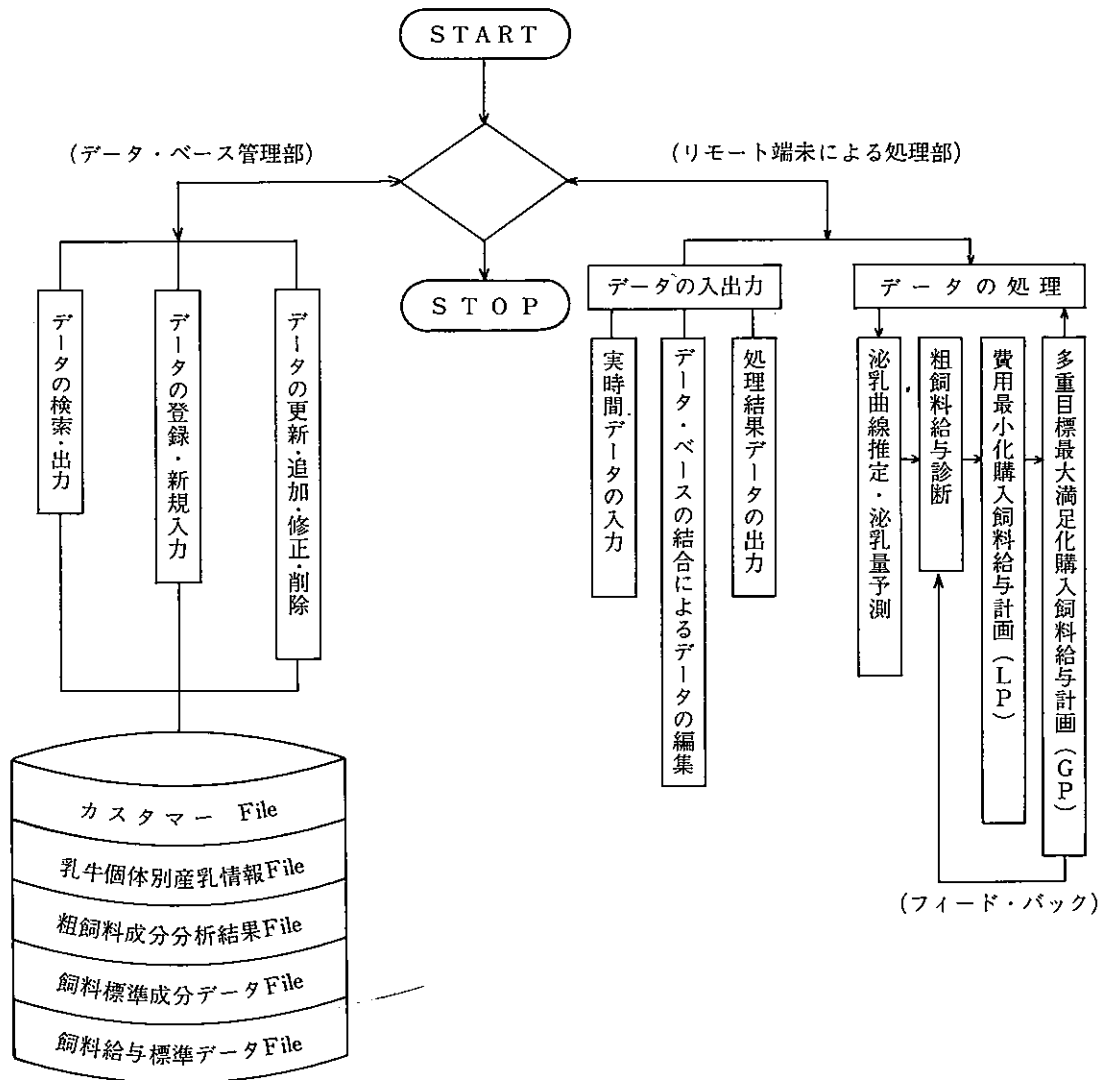 START
(データ・ベース管理部)
(リモート端未による処理部)
STOP
データの検索・出力
データの登録・新規入力
データの更新・追加・修正・削除
データの入出力
実時間データの入力
データ・ベースの結合によるデータの編集
処理結果データの出力
データの処理
泌乳曲線推定・泌乳量予測
粗飼料給与診断
費用最小化購入飼料給与計画(LP)
多重目標最大満足化購入飼料給与計画(GP)
(フィード・バック)
カスタマー File
乳牛個体別産乳情報File
粗飼料成分分析結果File
飼料標準成分データFile
飼料給与標準データFile